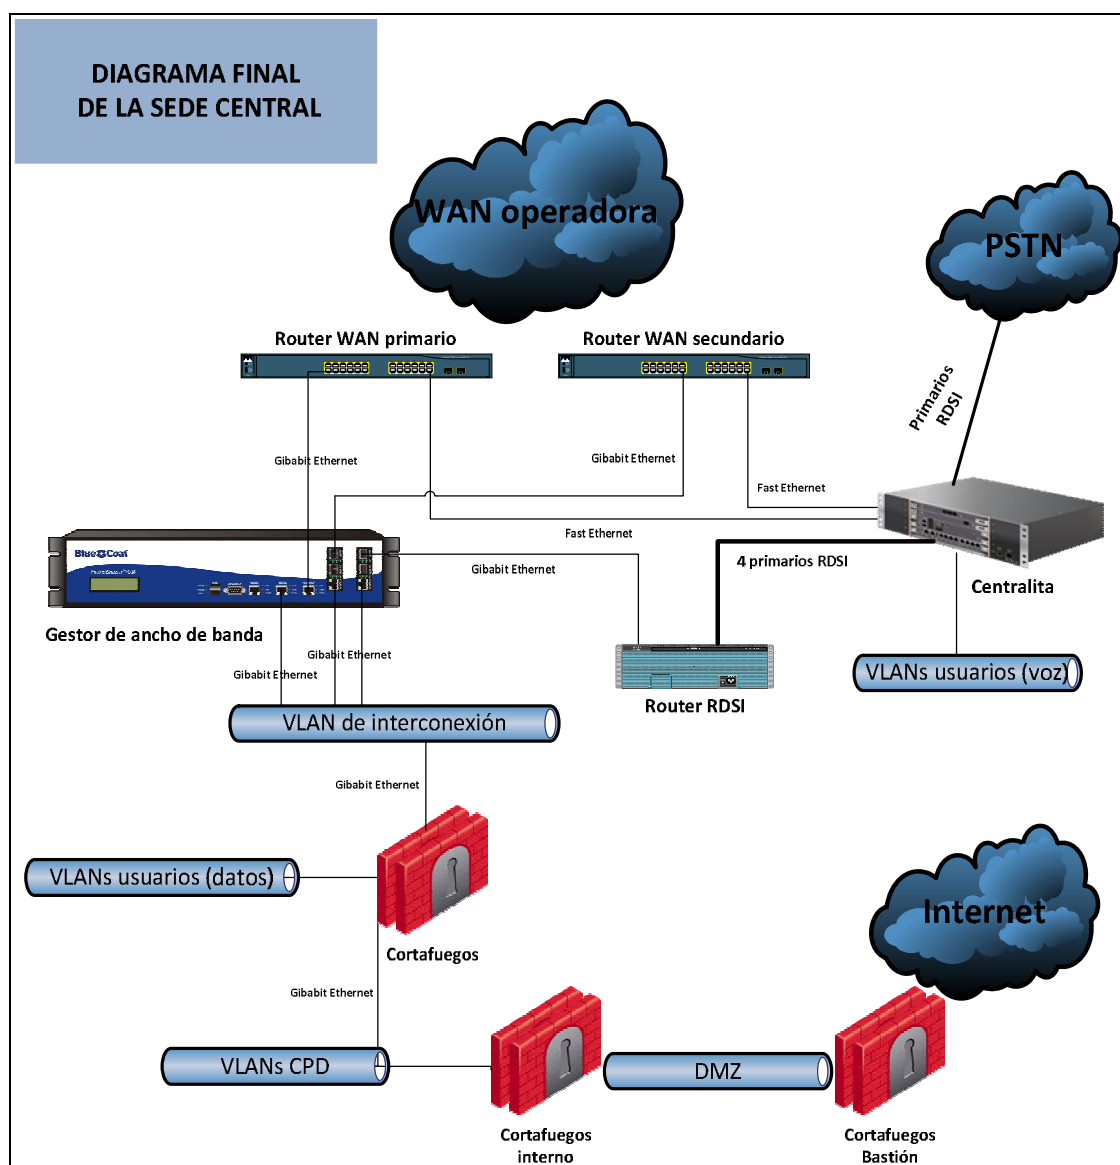 DIAGRAMA FINAL
DE LA SEDE CENTRAL
WAN operadora
PSTN
Router WAN primario
Router WAN secundario
Primarios
RDSI
Gibabit Ethernet
Gibabit Ethernet
Fast Ethernet
Fast Ethernet
Blue Coat
Gibabit Ethernet
4 primarios RDSI
Centralita
Gestor de ancho de banda
Gibabit Ethernet
Gibabit Ethernet
VLANs usuarios (voz)
Router RDSI
VLAN de interconexión
Gibabit Ethernet
VLANs usuarios (datos)
Internet
Cortafuegos
Gibabit Ethernet
VLANs CPD
DMZ
Cortafuegos
interno
Cortafuegos
Bastión